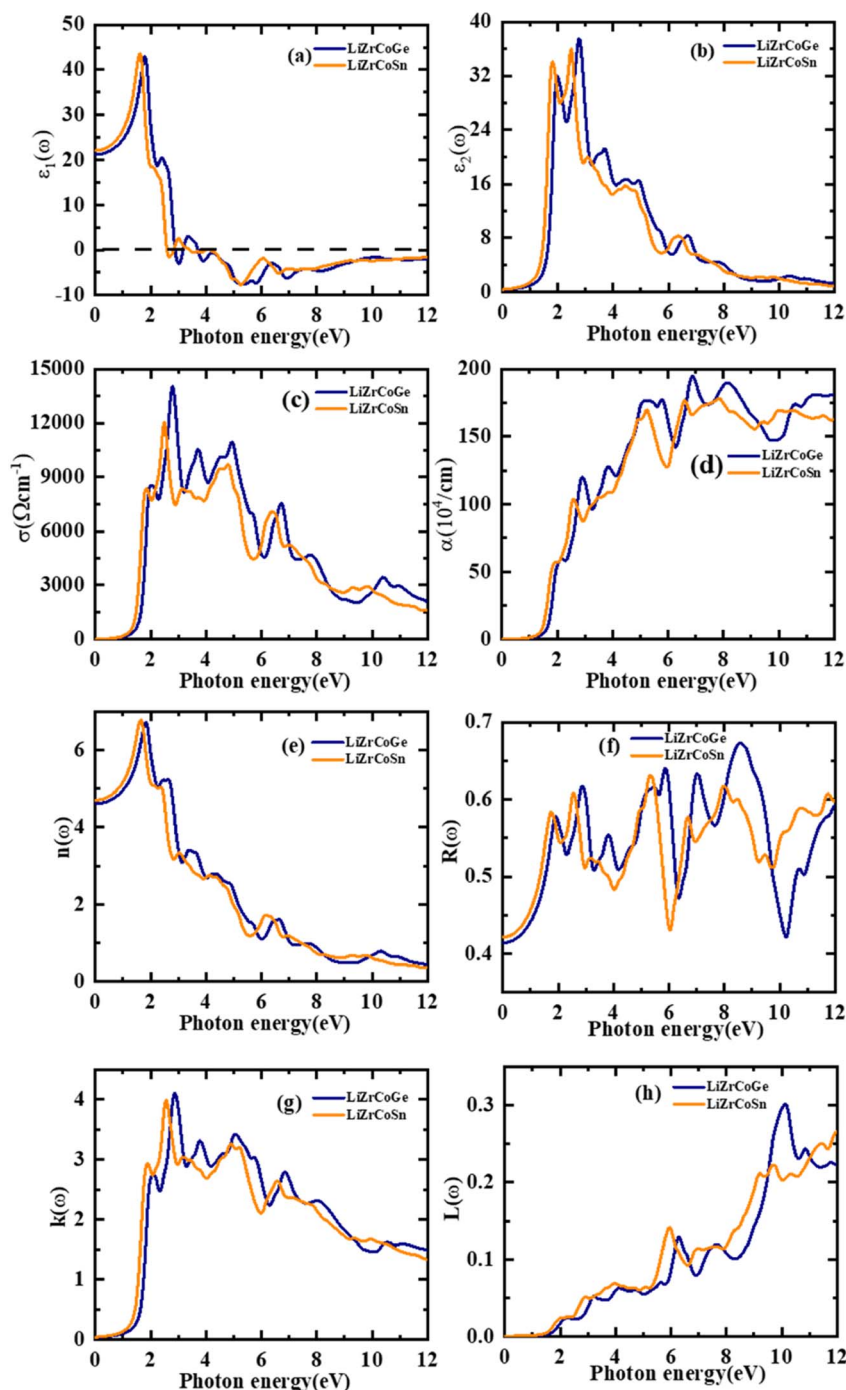 (a)
LiZrCoGe
LiZrCoSn
ε₁(ω)
50
40
30
20
10
0
-10
0 2 4 6 8 10 12
Photon energy(eV)
(b)
LiZrCoGe
LiZrCoSn
ε₂(ω)
36
28
16
8
0
0 2 4 6 8 10 12
Photon energy(eV)
(c)
LiZrCoGe
LiZrCoSn
σ(Ωcm⁻¹)
15000
12000
9000
6000
3000
0
0 2 4 6 8 10 12
Photon energy(eV)
(d)
LiZrCoGe
LiZrCoSn
α(10⁴/cm)
200
150
100
50
0
0 2 4 6 8 10 12
Photon energy(eV)
(e)
LiZrCoGe
LiZrCoSn
n(ω)
6
4
2
0
0 2 4 6 8 10 12
Photon energy(eV)
(f)
LiZrCoGe
LiZrCoSn
R(ω)
0.7
0.6
0.5
0.4
0 2 4 6 8 10 12
Photon energy(eV)
(g)
LiZrCoGe
LiZrCoSn
k(ω)
4
3
2
1
0
0 2 4 6 8 10 12
Photon energy(eV)
(h)
LiZrCoGe
LiZrCoSn
L(ω)
0.3
0.2
0.1
0.0
0 2 4 6 8 10 12
Photon energy(eV)